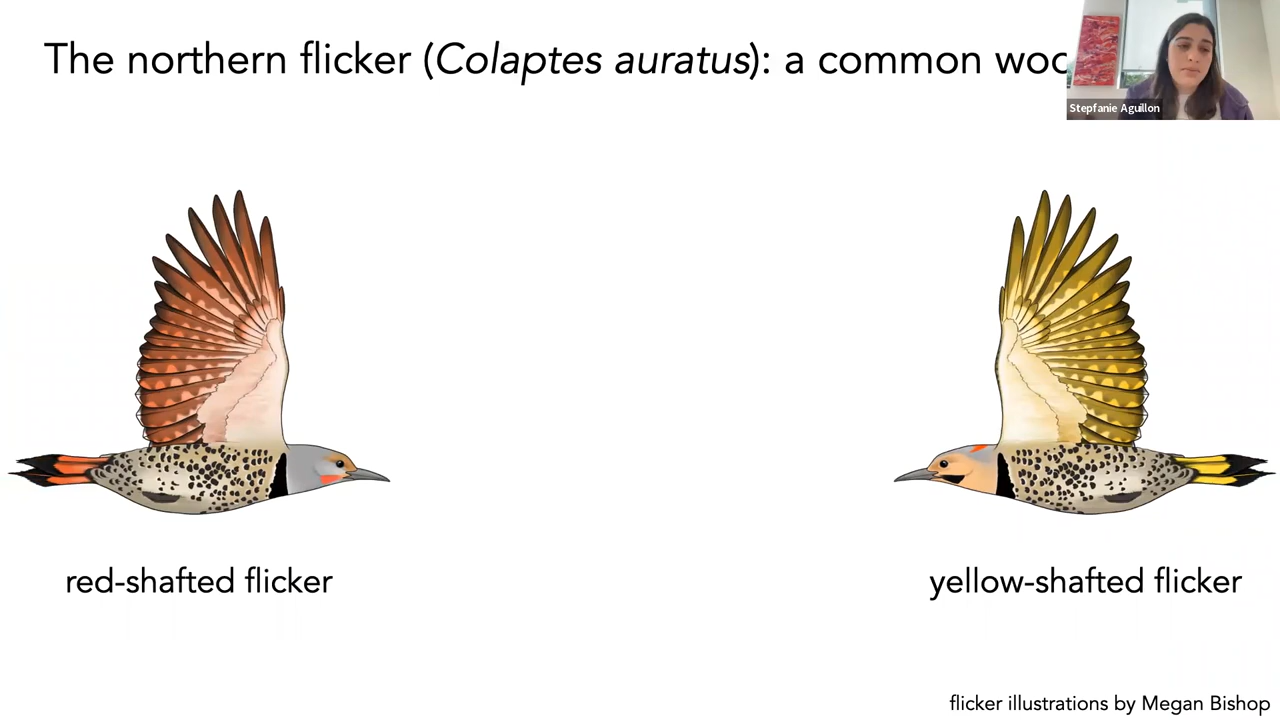 The northern flicker (Colaptes auratus): a common
Stepfanie Aguillon
red-shafted flicker
yellow-shafted flicker
flicker illustrations by Megan Bishop